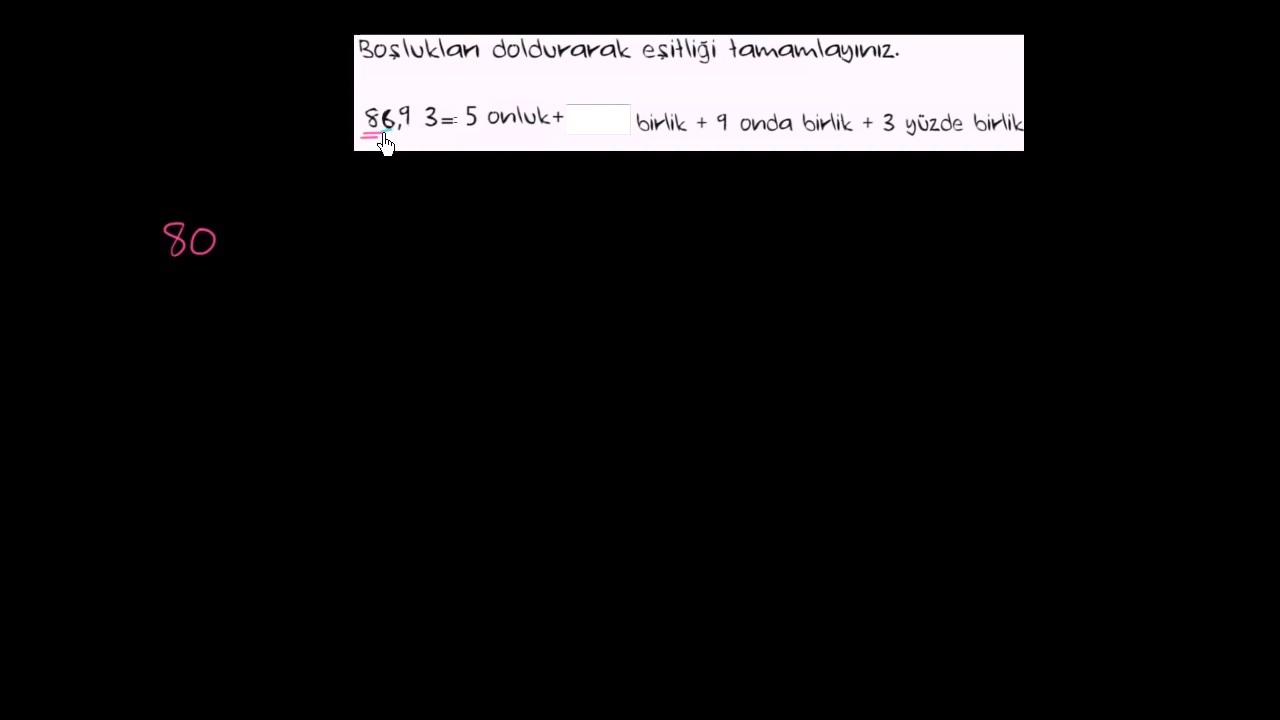 Boşlukları doldurarak eşitliği tamamlayınız.
86,9 3 = 5 onluk + birlik + 9 onda birlik + 3 yüzde birlik
80